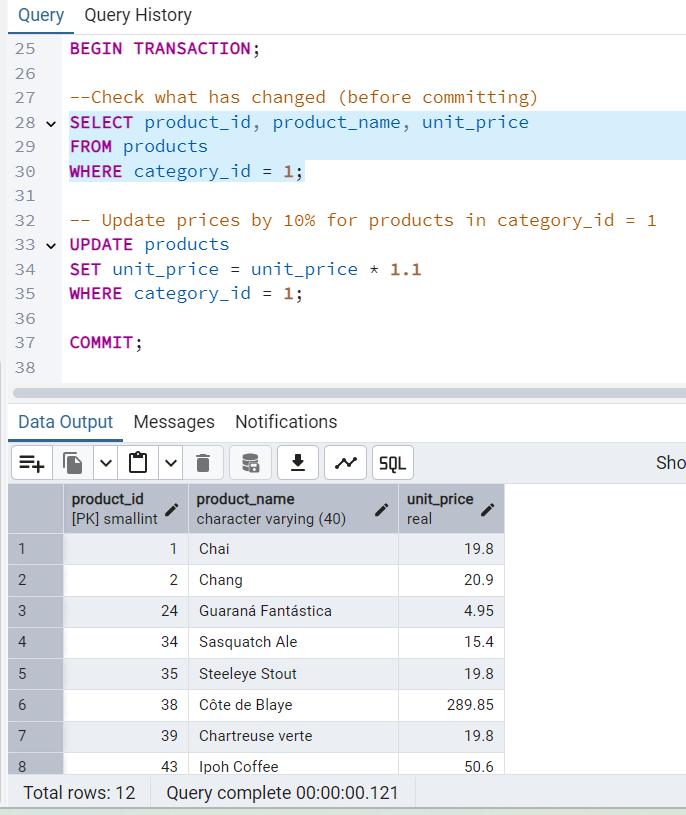 Query Query History
25 BEGIN TRANSACTION;
26
27 --Check what has changed (before committing)
28 SELECT product_id, product_name, unit_price
29 FROM products
30 WHERE category_id = 1;
31
32 -- Update prices by 10% for products in category_id = 1
33 UPDATE products
34 SET unit_price = unit_price * 1.1
35 WHERE category_id = 1;
36
37 COMMIT;
38
Data Output Messages Notifications
SQL Sho
product_id product_name unit_price
[PK] smallint character varying (40) real
1 1 Chai 19.8
2 2 Chang 20.9
3 24 Guaraná Fantástica 4.95
4 34 Sasquatch Ale 15.4
5 35 Steeleye Stout 19.8
6 38 Côte de Blaye 289.85
7 39 Chartreuse verte 19.8
8 43 Ipoh Coffee 50.6
Total rows: 12 Query complete 00:00:00.121